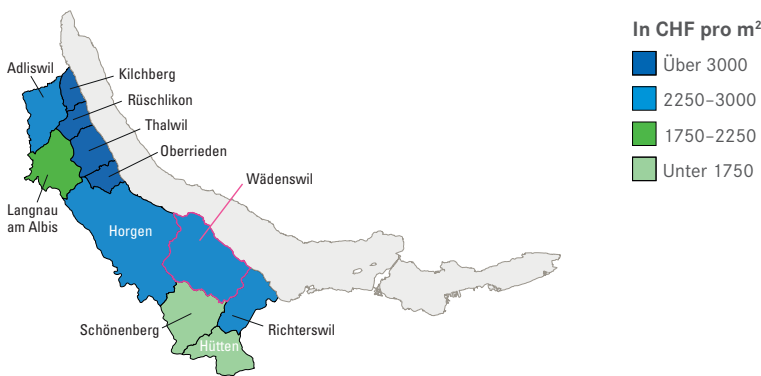 In CHF pro m²
Über 3000
2250–3000
1750–2250
Unter 1750
Adliswil
Kilchberg
Rüschlikon
Thalwil
Oberrieden
Wädenswil
Langnau
am Albis
Horgen
Schönenberg
Richterswil
Hütten